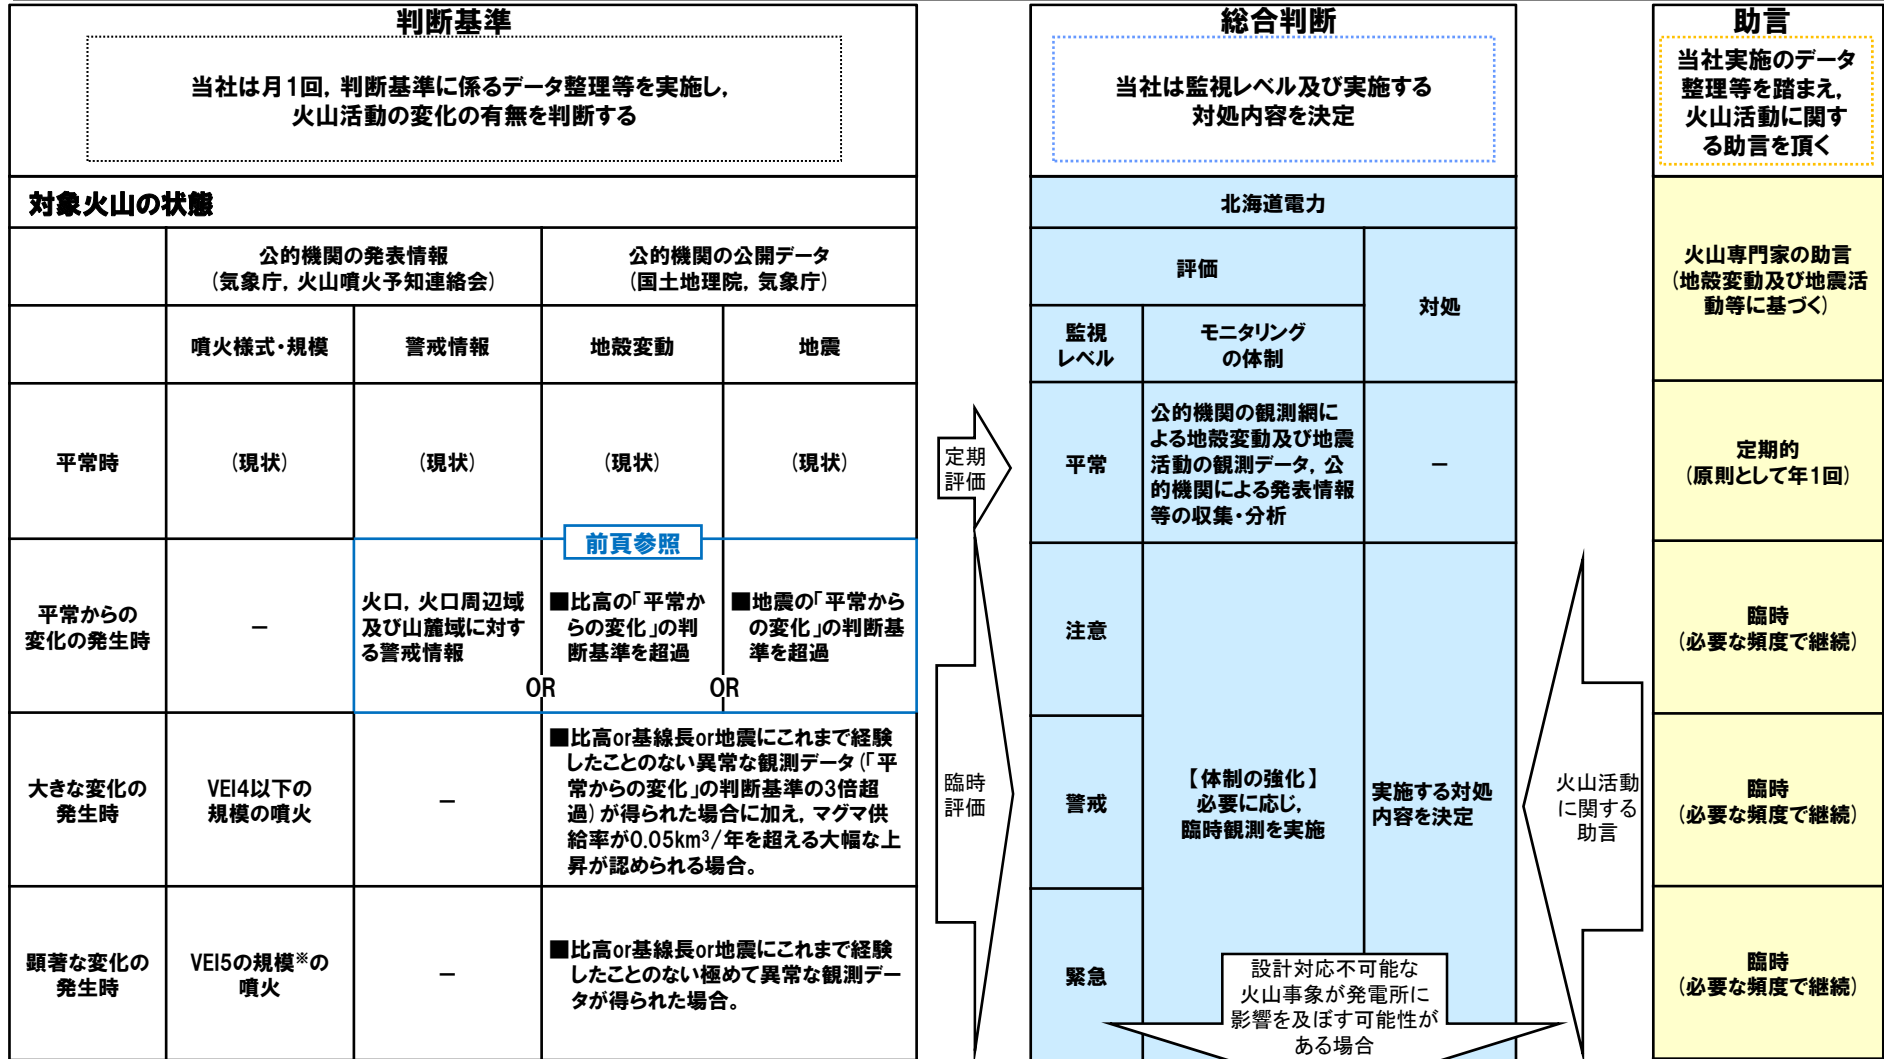 判断基準
当社は月1回，判断基準に係るデータ整理等を実施し，
火山活動の変化の有無を判断する
対象火山の状態
公的機関の発表情報
（気象庁，火山噴火予知連絡会）
公的機関の公開データ
（国土地理院，気象庁）
噴火様式・規模
警戒情報
地殻変動
地震
平常時
（現状）
（現状）
（現状）
（現状）
前頁参照
平常からの
変化の発生時
－
火口，火口周辺域
及び山麓域に対す
る警戒情報
OR
■比高の「平常か
らの変化」の判
断基準を超過
OR
■地震の「平常から
の変化」の判断基
準を超過
大きな変化の
発生時
VEI4以下の
規模の噴火
－
■比高or基線長or地震にこれまで経験
したことのない異常な観測データ（「平
常からの変化」の判断基準の3倍超
過）が得られた場合に加え，マグマ供
給率が0.05km³/年を超える大幅な上
昇が認められる場合。
顕著な変化の
発生時
VEI5の規模※の
噴火
－
■比高or基線長or地震にこれまで経験
したことのない極めて異常な観測デー
タが得られた場合。
定期
評価
臨時
評価
総合判断
当社は監視レベル及び実施する
対処内容を決定
北海道電力
評価
対処
監視
レベル
モニタリング
の体制
平常
公的機関の観測網に
よる地殻変動及び地震
活動の観測データ，公
的機関による発表情報
等の収集・分析
－
注意
警戒
【体制の強化】
必要に応じ，
臨時観測を実施
実施する対処
内容を決定
緊急
設計対応不可能な
火山事象が発電所に
影響を及ぼす可能性が
ある場合
火山活動
に関する
助言
助言
当社実施のデータ
整理等を踏まえ，
火山活動に関す
る助言を頂く
火山専門家の助言
（地殻変動及び地震活
動等に基づく）
定期的
（原則として年1回）
臨時
（必要な頻度で継続）
臨時
（必要な頻度で継続）
臨時
（必要な頻度で継続）